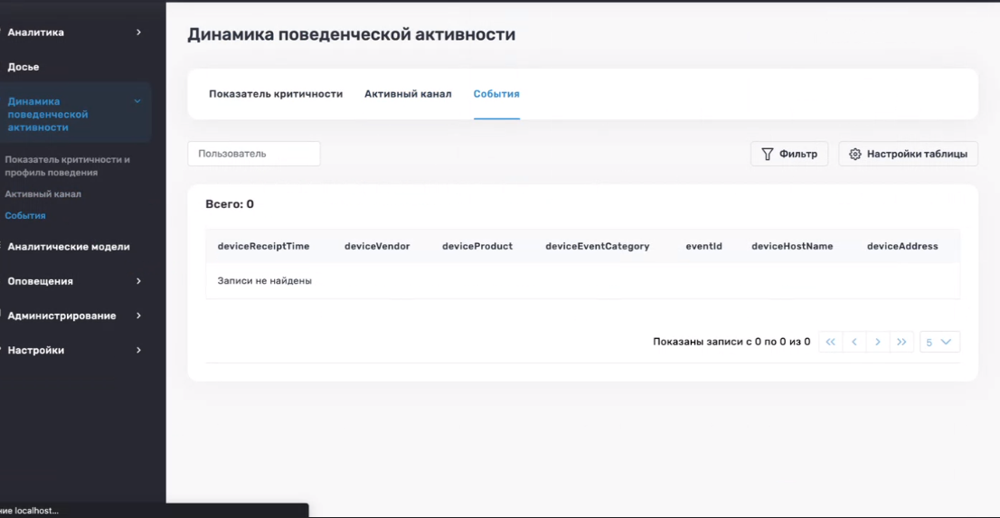 Аналитика
Досье
Динамика
поведенческой
активности
Показатель критичности и
профиль поведения
Активный канал
События
Аналитические модели
Оповещения
Администрирование
Настройки
Динамика поведенческой активности
Показатель критичности Активный канал События
Пользователь Фильтр Настройки таблицы
Всего: 0
deviceReceiptTime deviceVendor deviceProduct deviceEventCategory eventId deviceHostName deviceAddress
Записи не найдены
Показаны записи с 0 по 0 из 0 5
localhost...